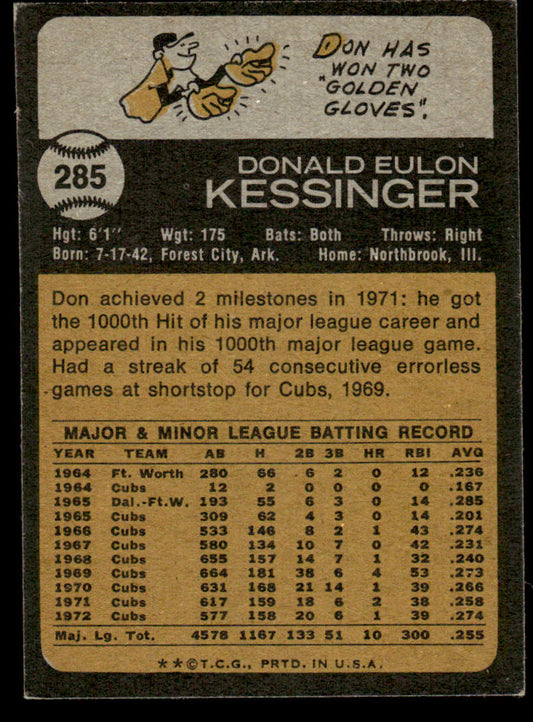 DON HAS
WON TWO
"GOLDEN
GLOVES".
285
DONALD EULON
KESSINGER
Hgt: 6'1" Wgt: 175 Bats: Both Throws: Right
Born: 7-17-42, Forest City, Ark. Home: Northbrook, Ill.
Don achieved 2 milestones in 1971: he got
the 1000th Hit of his major league career and
appeared in his 1000th major league game.
Had a streak of 54 consecutive errorless
games at shortstop for Cubs, 1969.
MAJOR & MINOR LEAGUE BATTING RECORD
YEAR TEAM AB H 2B 3B HR RBI AVG
1964 Ft. Worth 280 66 6 2 0 12 .236
1964 Cubs 12 2 0 0 0 0 .167
1965 Dal.-Ft.W. 193 55 6 3 0 14 .285
1965 Cubs 309 62 4 3 0 14 .201
1966 Cubs 533 146 8 2 1 43 .274
1967 Cubs 580 134 10 7 0 42 .231
1968 Cubs 655 157 14 7 1 32 .240
1969 Cubs 664 181 38 6 4 53 .273
1970 Cubs 631 168 21 14 1 39 .266
1971 Cubs 617 159 18 6 2 38 .258
1972 Cubs 577 158 20 6 1 39 .274
Maj. Lg. Tot. 4578 1167 133 51 10 300 .255
**©T.C.G., PRTD. IN U.S.A.